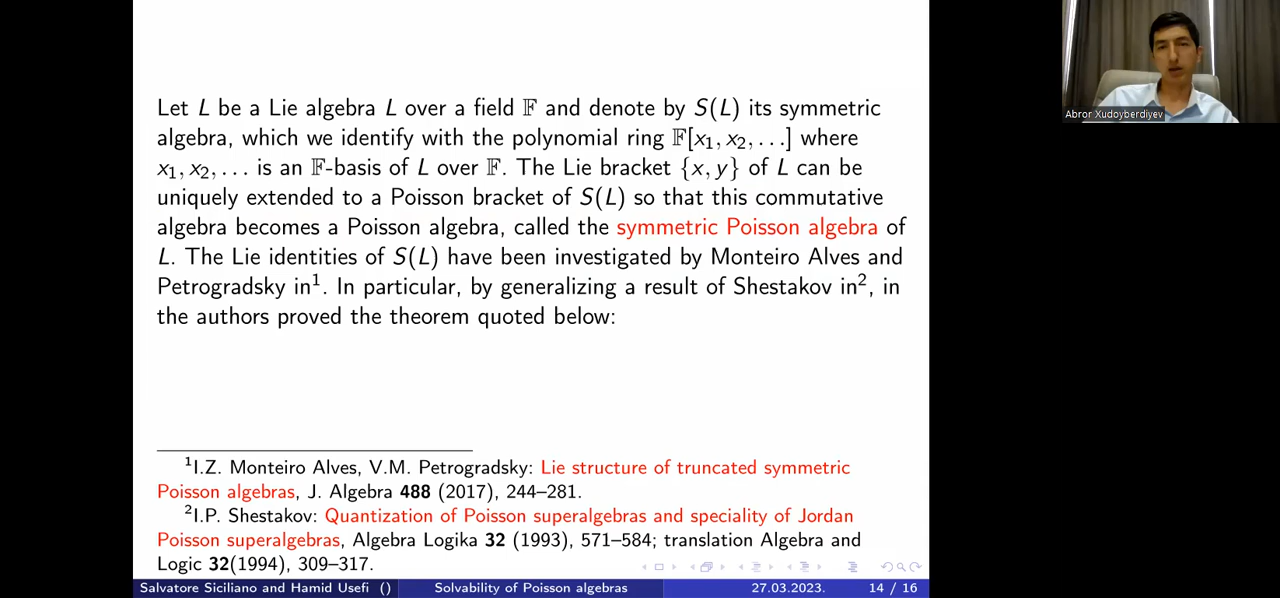 Let L be a Lie algebra L over a field 𝔽 and denote by S(L) its symmetric
algebra, which we identify with the polynomial ring 𝔽[x₁, x₂, . . .] where
x₁, x₂, . . . is an 𝔽-basis of L over 𝔽. The Lie bracket {x, y} of L can be
uniquely extended to a Poisson bracket of S(L) so that this commutative
algebra becomes a Poisson algebra, called the symmetric Poisson algebra of
L. The Lie identities of S(L) have been investigated by Monteiro Alves and
Petrogradsky in¹. In particular, by generalizing a result of Shestakov in², in
the authors proved the theorem quoted below:
¹I.Z. Monteiro Alves, V.M. Petrogradsky: Lie structure of truncated symmetric
Poisson algebras, J. Algebra 488 (2017), 244–281.
²I.P. Shestakov: Quantization of Poisson superalgebras and speciality of Jordan
Poisson superalgebras, Algebra Logika 32 (1993), 571–584; translation Algebra and
Logic 32(1994), 309–317.
Salvatore Siciliano and Hamid Usefi () Solvability of Poisson algebras 27.03.2023. 14 / 16
Abror Xudoyberdiyev